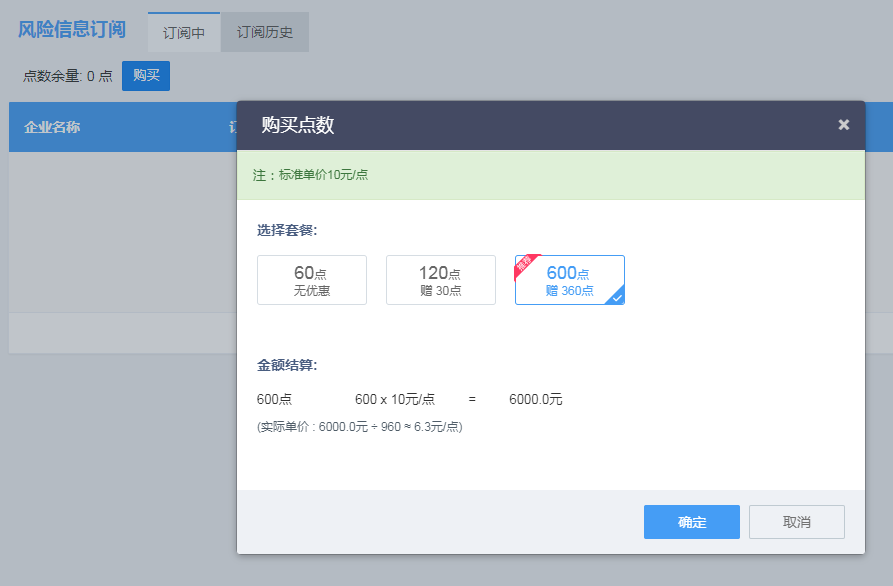 风险信息订阅
订阅中
订阅历史
点数余量: 0 点
购买
企业名称
购买点数
×
注：标准单价10元/点
选择套餐:
60点
无优惠
120点
赠 30点
推荐
600点
赠 360点
金额结算:
600点 600 x 10元/点 = 6000.0元
(实际单价 : 6000.0元 ÷ 960 ≈ 6.3元/点)
确定
取消